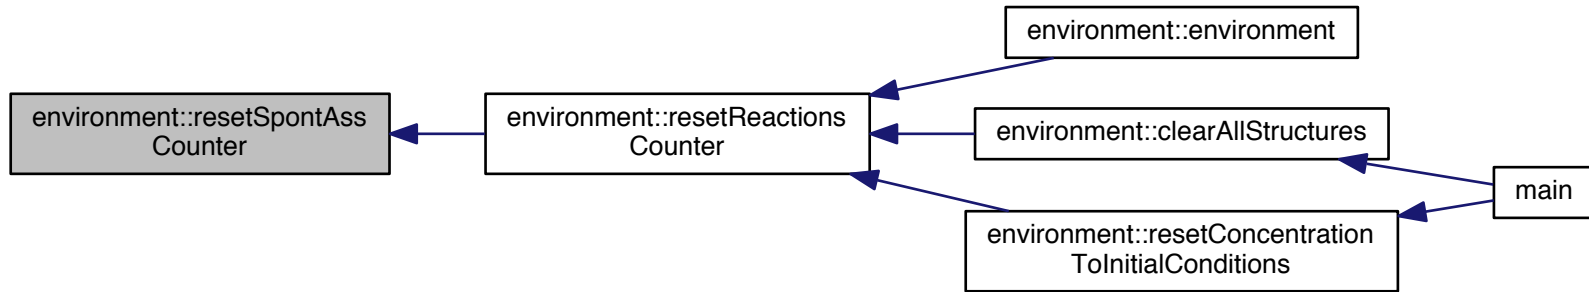 environment::environment
environment::resetSpontAss
Counter
environment::resetReactions
Counter
environment::clearAllStructures
main
environment::resetConcentration
ToInitialConditions